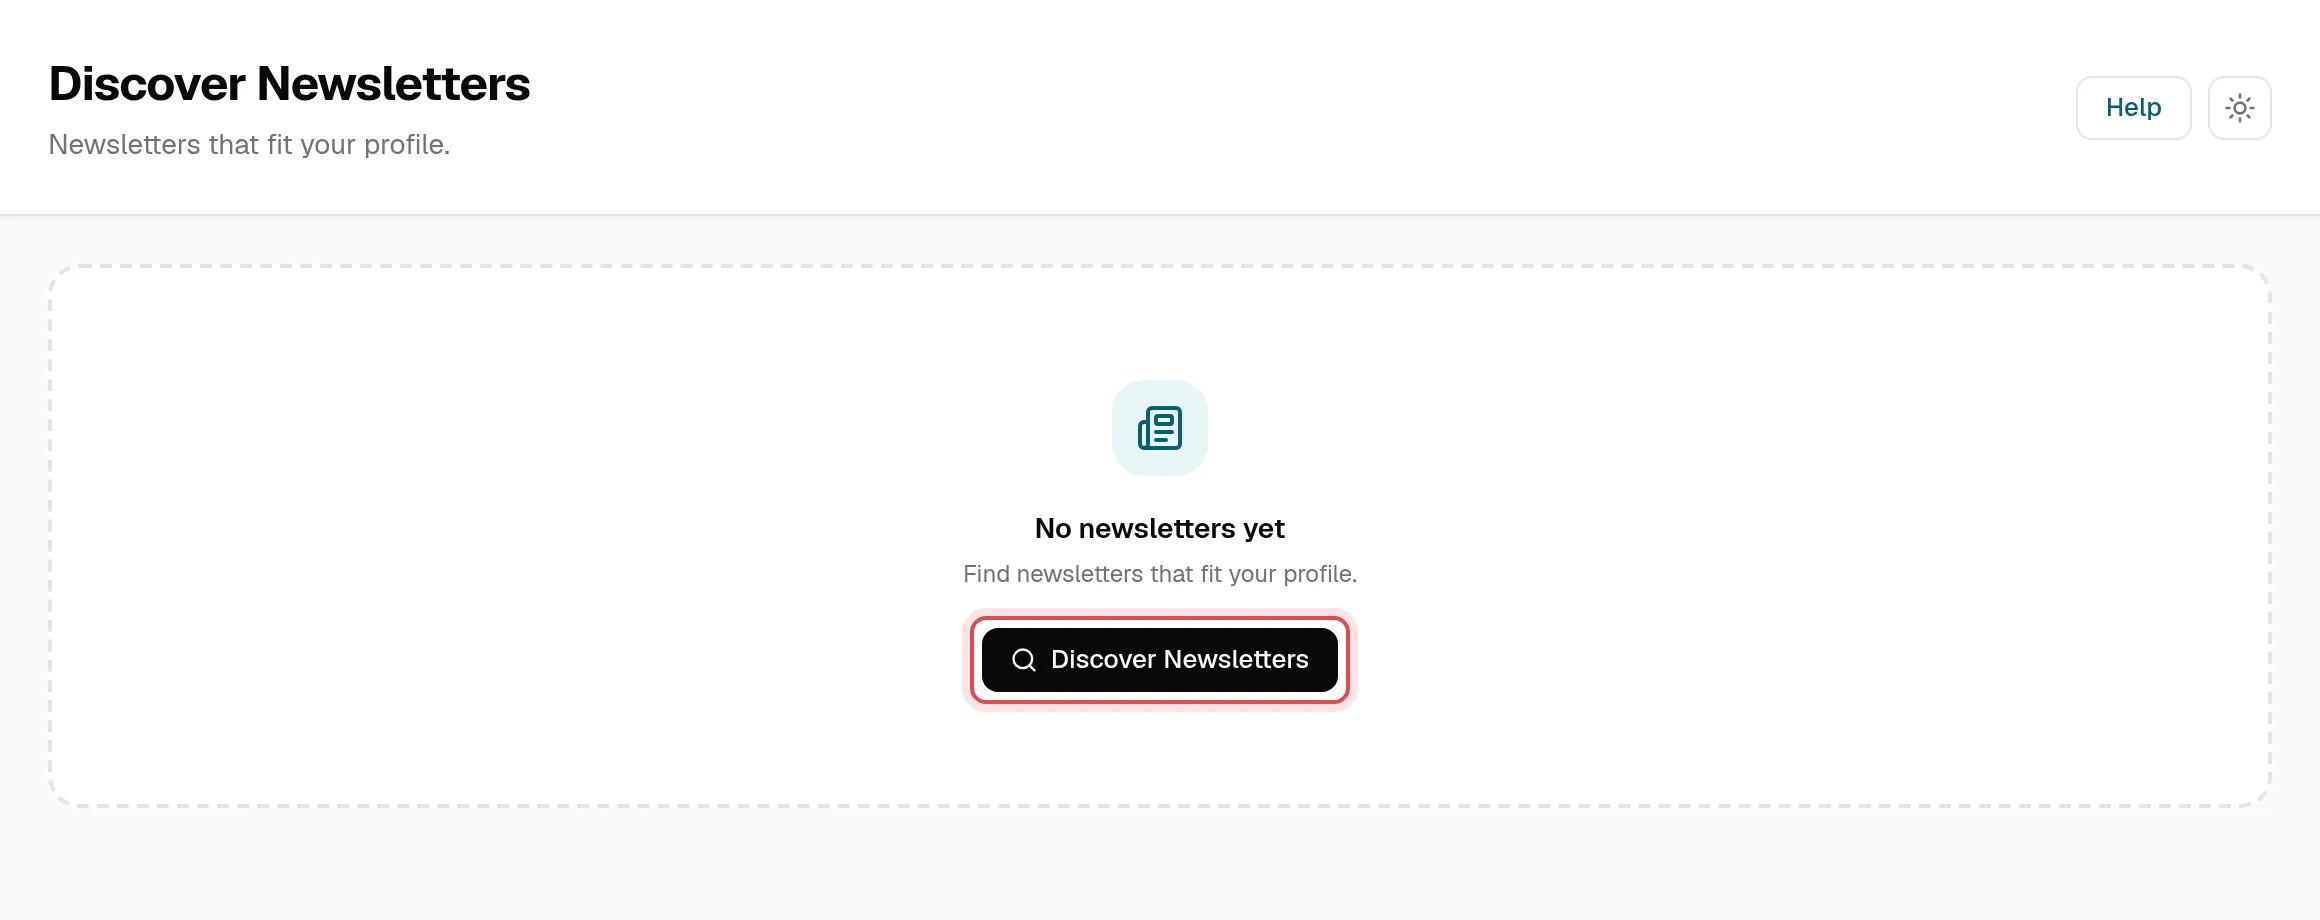 Discover Newsletters
Newsletters that fit your profile.
Help
No newsletters yet
Find newsletters that fit your profile.
Discover Newsletters